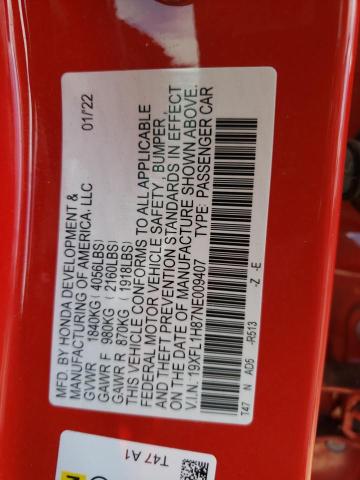 MFD. BY HONDA DEVELOPMENT &
MANUFACTURING OF AMERICA, LLC 01/22
GVWR 1840KG(4056LBS)
GAWR F 980KG (2160LBS)
GAWR R 870KG (1918LBS)
THIS VEHICLE CONFORMS TO ALL APPLICABLE
FEDERAL MOTOR VEHICLE SAFETY, BUMPER,
AND THEFT PREVENTION STANDARDS IN EFFECT
ON THE DATE OF MANUFACTURE SHOWN ABOVE.
V.I.N.: 19XFL1H87NE009407 TYPE: PASSENGER CAR
T47 N AD5 -R513 -Z -E
T47 A1